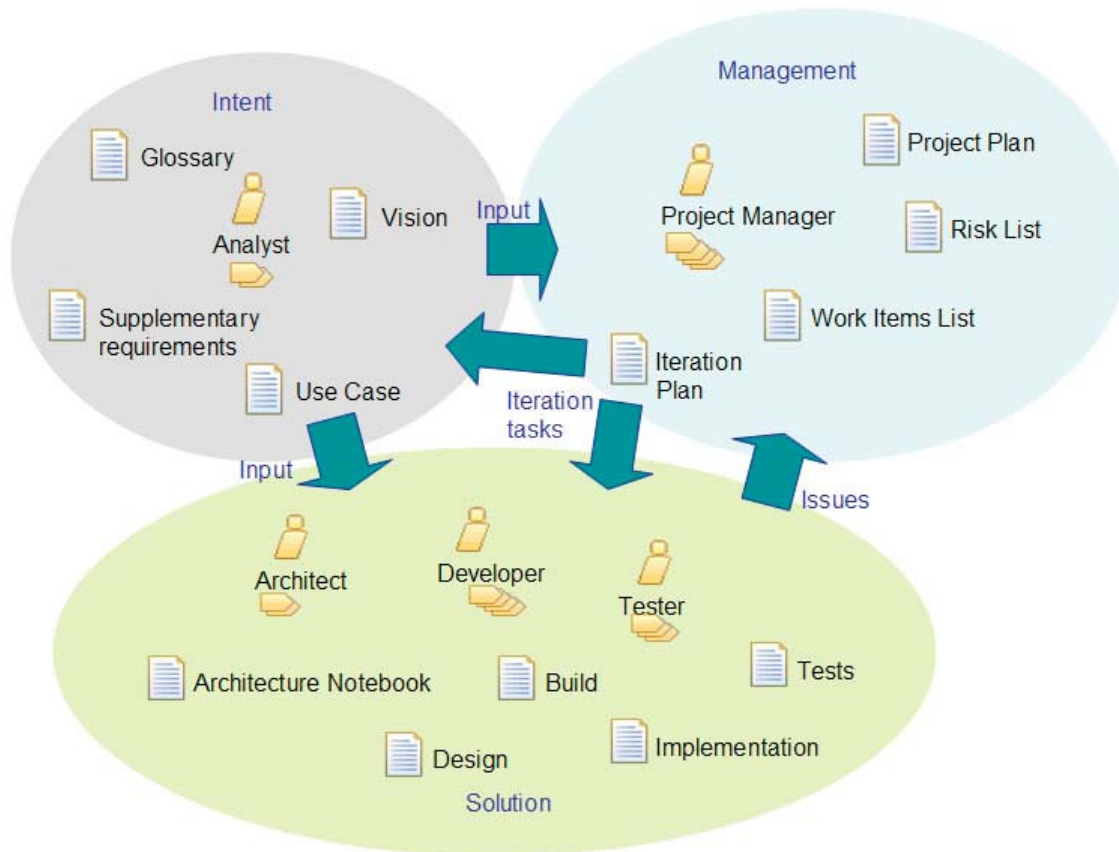 Management
Intent
Glossary
Project Plan
Vision
Input
Project Manager
Risk List
Analyst
Supplementary
requirements
Work Items List
Use Case
Iteration
Plan
Iteration
tasks
Input
Issues
Architect
Developer
Tester
Architecture Notebook
Build
Tests
Design
Implementation
Solution